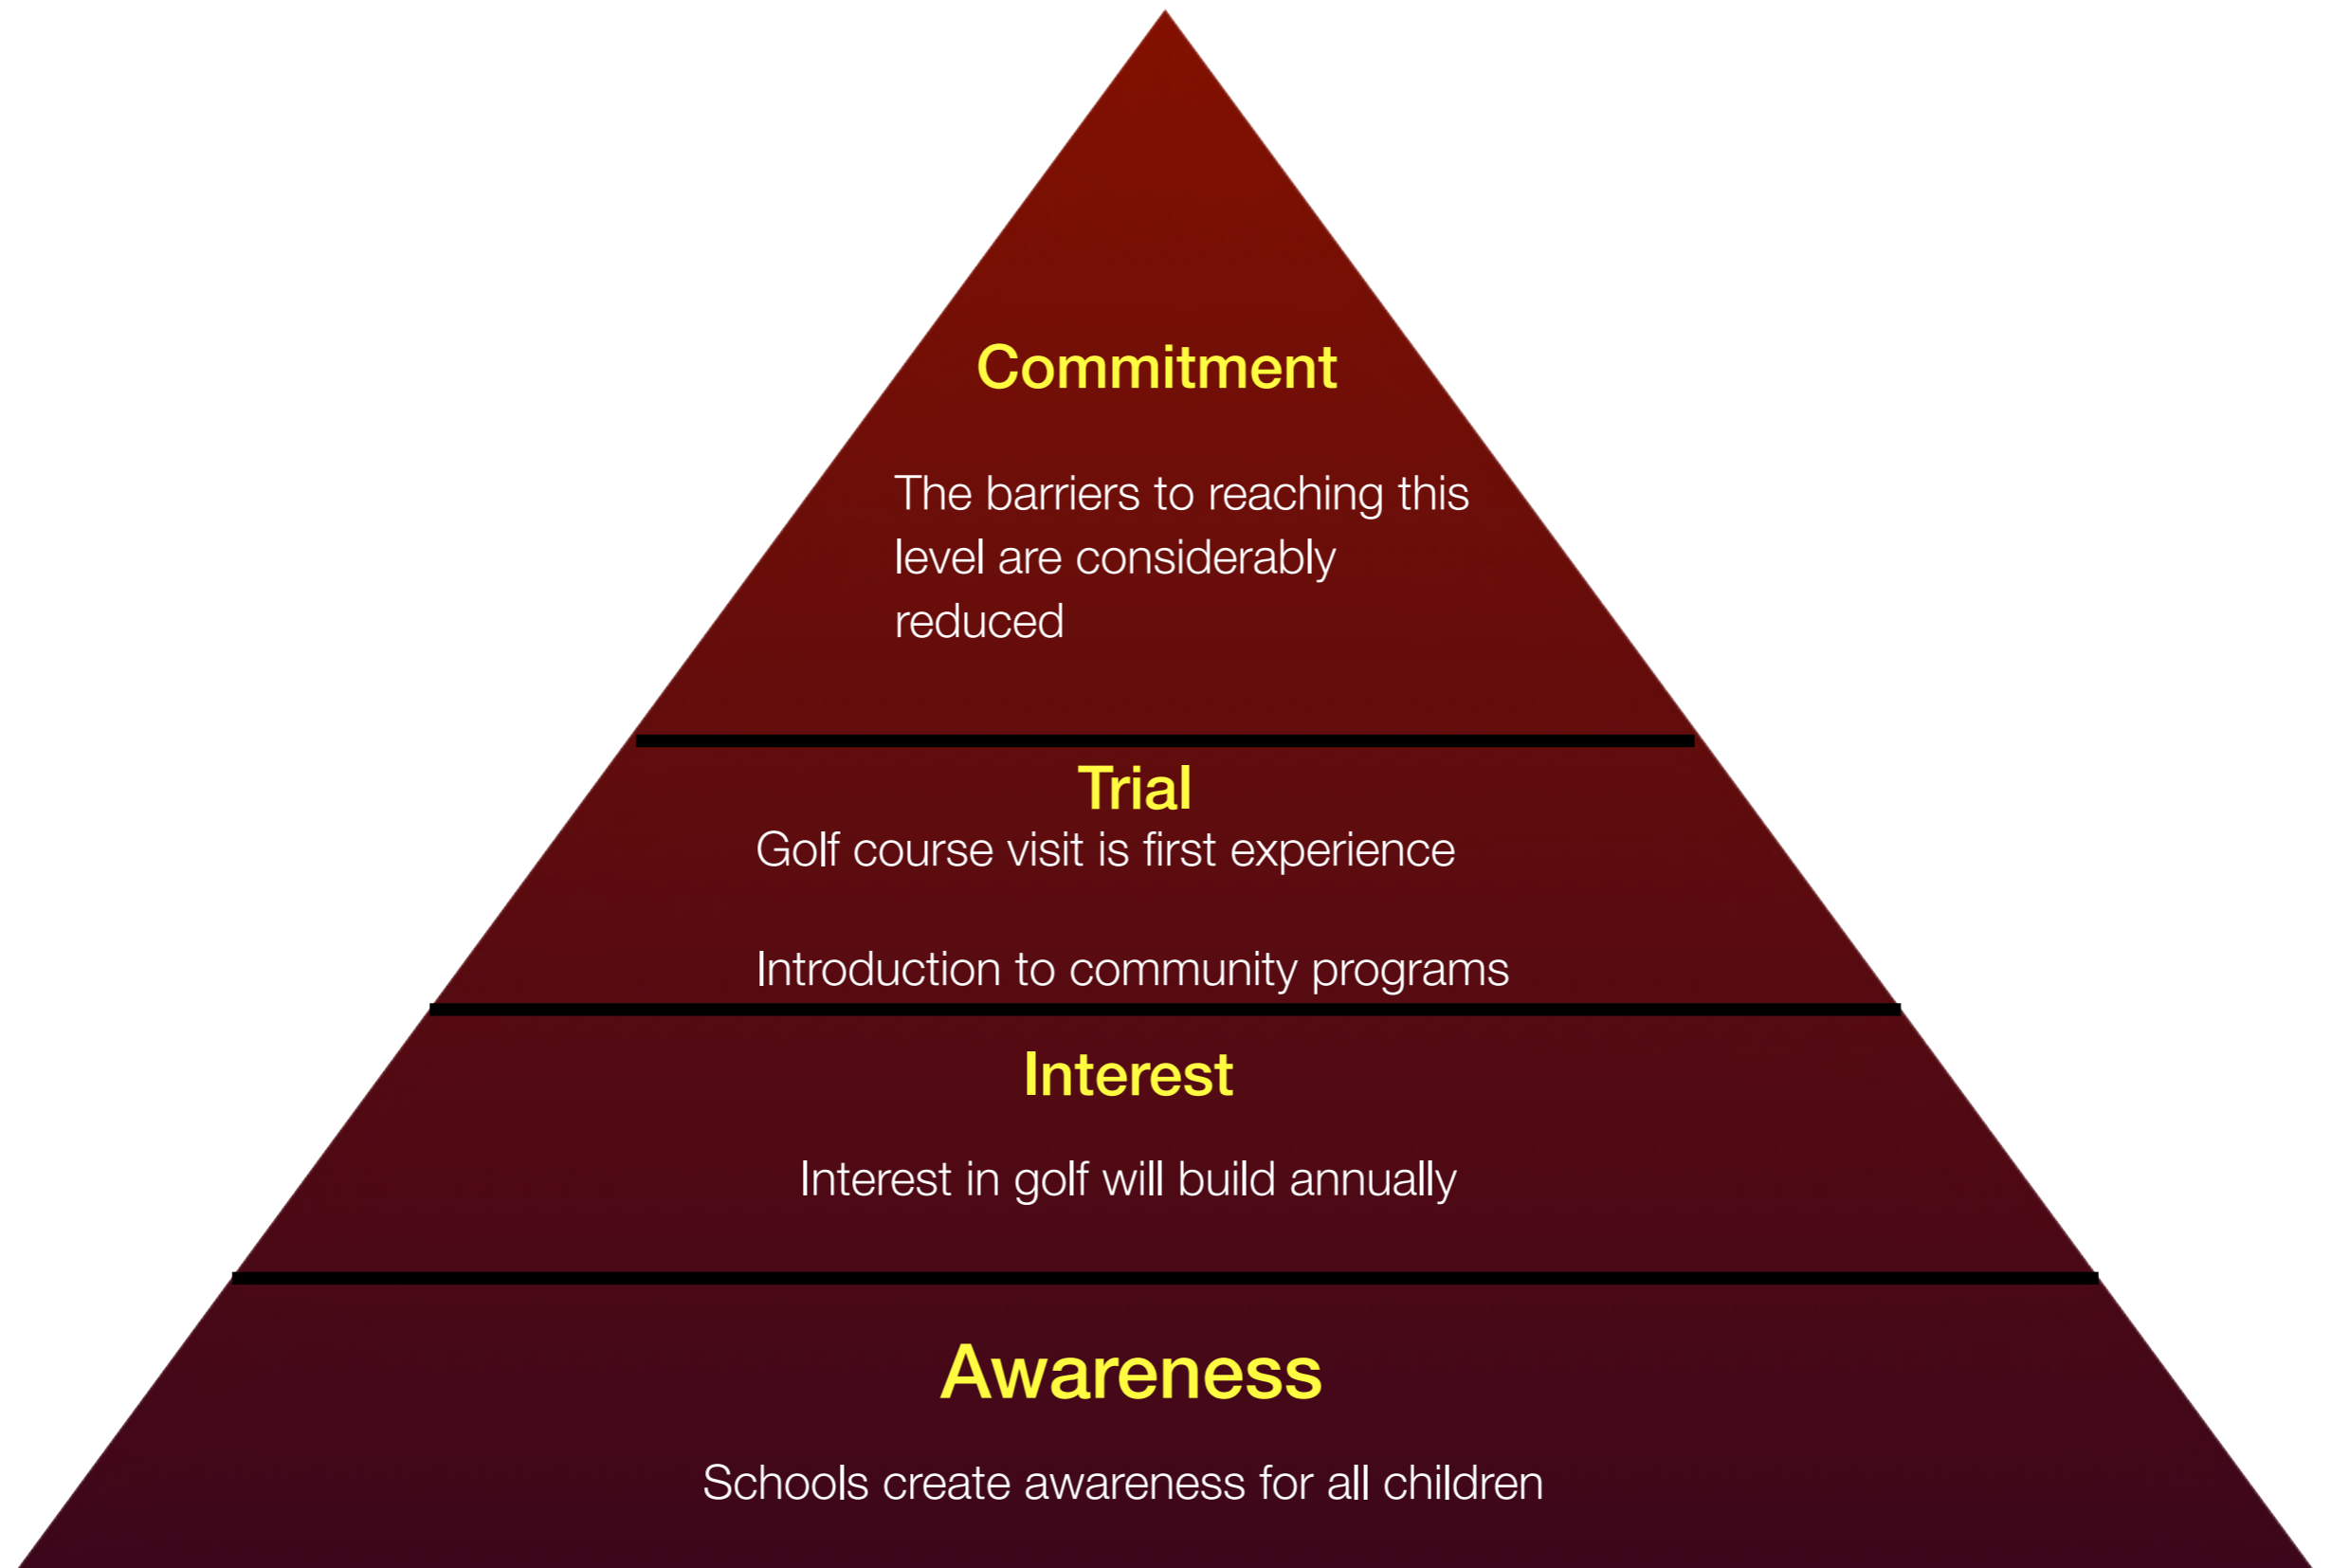 Commitment
The barriers to reaching this
level are considerably
reduced
Trial
Golf course visit is first experience
Introduction to community programs
Interest
Interest in golf will build annually
Awareness
Schools create awareness for all children